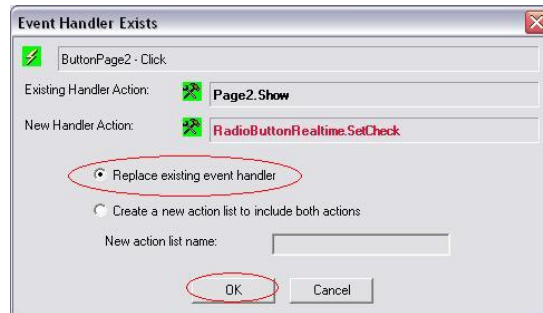 Event Handler Exists
ButtonPage2 - Click
Existing Handler Action: Page2.Show
New Handler Action: RadioButtonRealtime.SetCheck
Replace existing event handler
Create a new action list to include both actions
New action list name:
OK Cancel